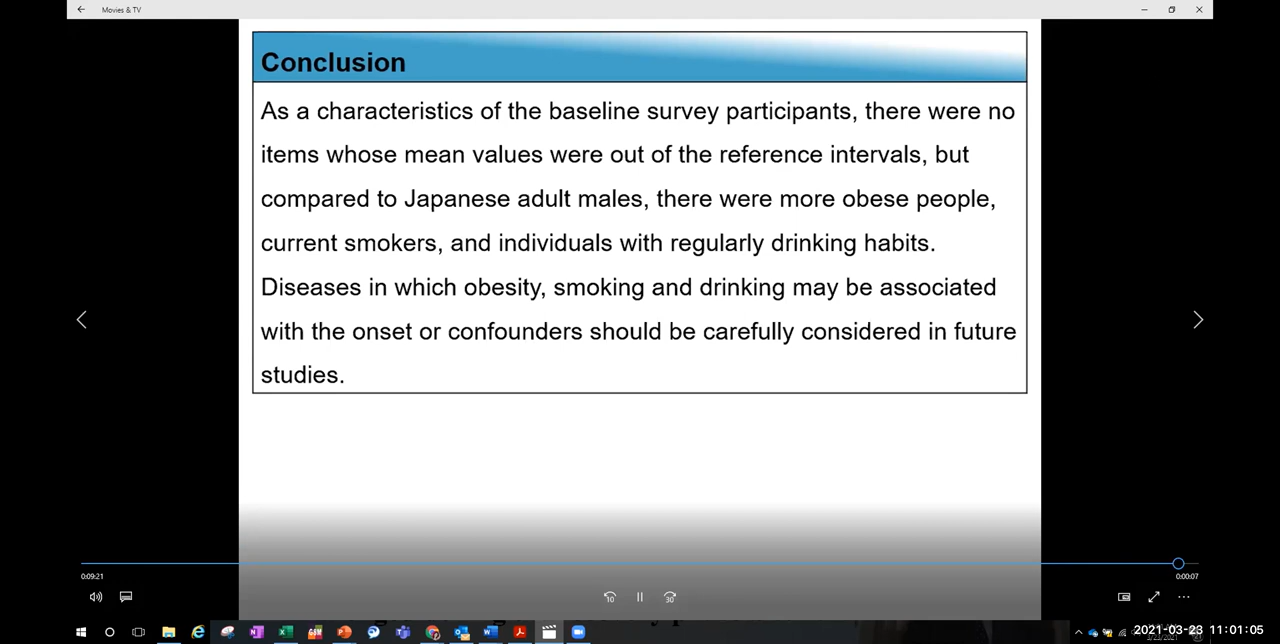 Movies & TV
Conclusion
As a characteristics of the baseline survey participants, there were no
items whose mean values were out of the reference intervals, but
compared to Japanese adult males, there were more obese people,
current smokers, and individuals with regularly drinking habits.
Diseases in which obesity, smoking and drinking may be associated
with the onset or confounders should be carefully considered in future
studies.
0:09:21
0:00:07
10
30
2021-03-23 11:01:05